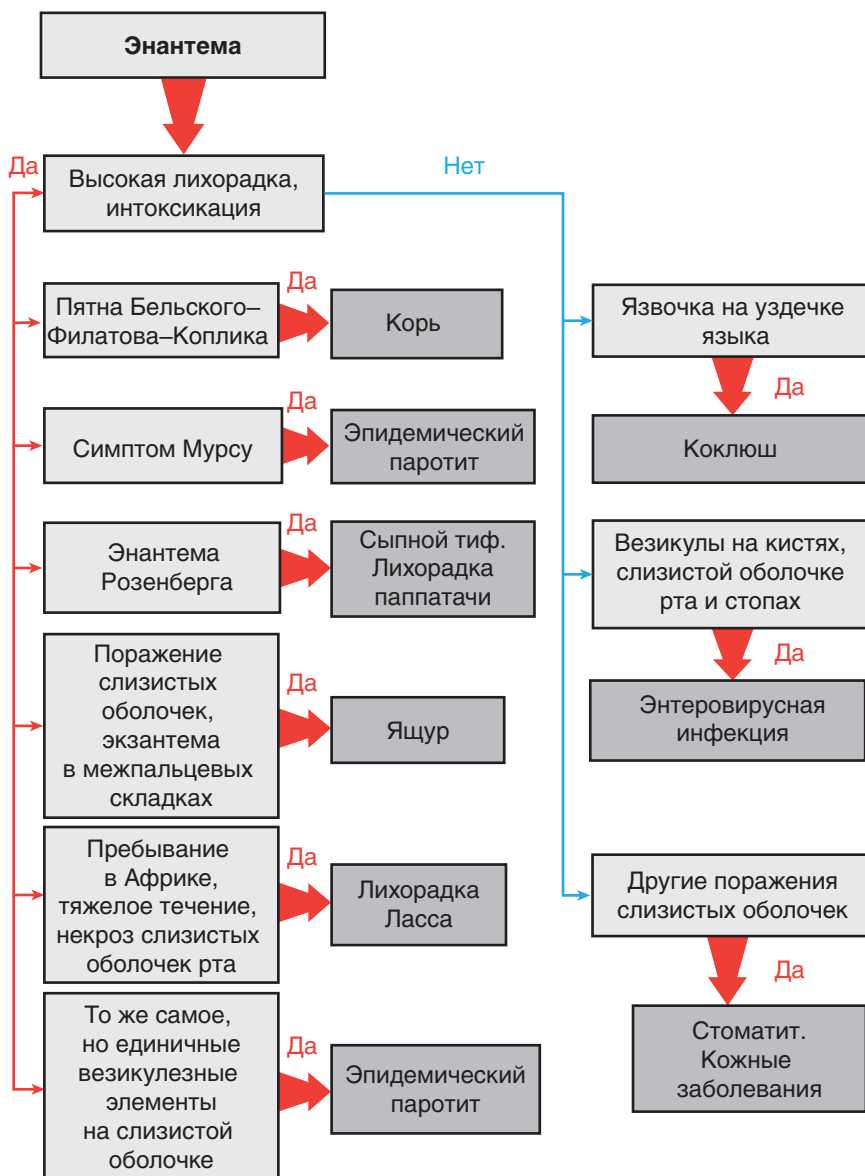 Энантема
Да
Высокая лихорадка,
интоксикация
Нет
Пятна Бельского–
Филатова–Коплика
Да
Корь
Симптом Мурсу
Да
Эпидемический
паротит
Энантема
Розенберга
Да
Сыпной тиф.
Лихорадка
паппатачи
Поражение
слизистых
оболочек,
экзантема
в межпальцевых
складках
Да
Ящур
Пребывание
в Африке,
тяжелое течение,
некроз слизистых
оболочек рта
Да
Лихорадка
Ласса
То же самое,
но единичные
везикулезные
элементы
на слизистой
оболочке
Да
Эпидемический
паротит
Язвочка на уздечке
языка
Да
Коклюш
Везикулы на кистях,
слизистой оболочке
рта и стопах
Да
Энтеровирусная
инфекция
Другие поражения
слизистых оболочек
Да
Стоматит.
Кожные
заболевания